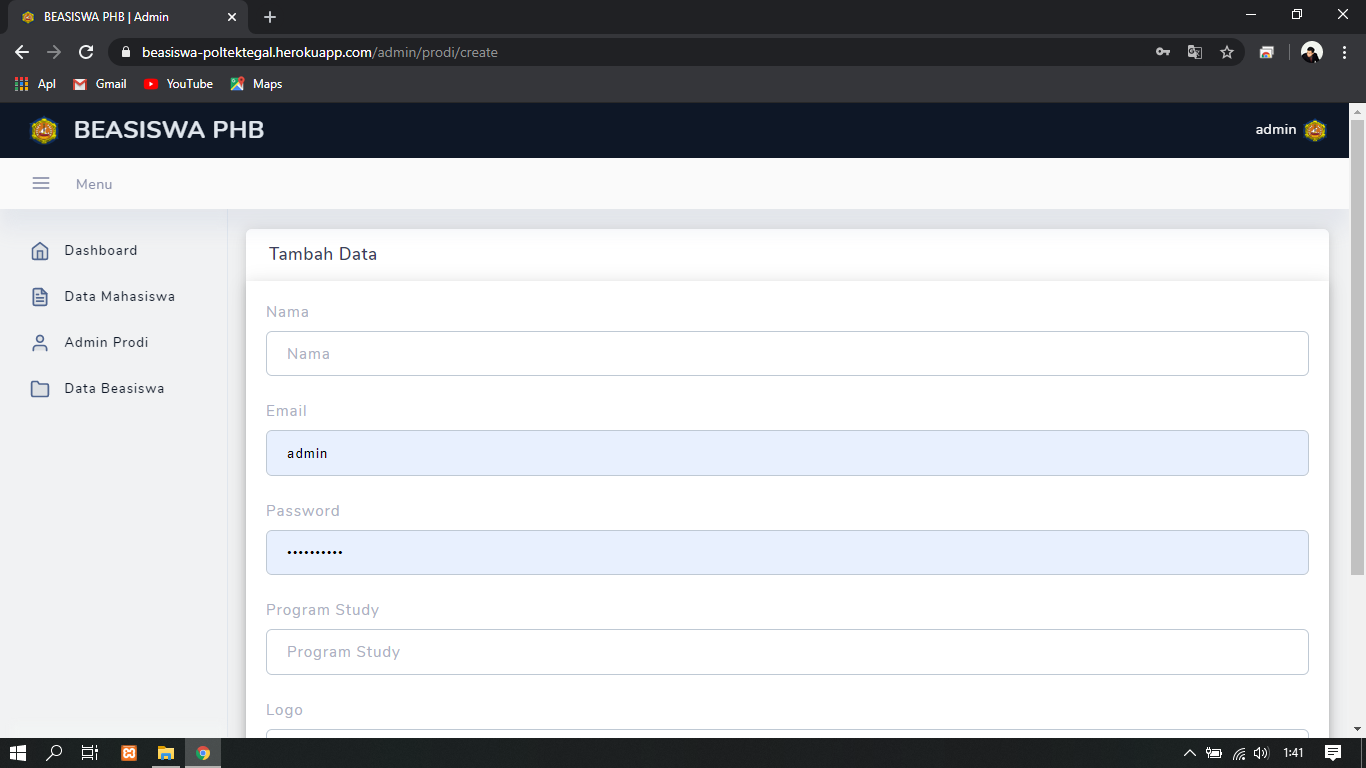 BEASISWA PHB | Admin
beasiswa-poltektegal.herokuapp.com/admin/prodi/create
Apl Gmail YouTube Maps
BEASISWA PHB
admin
Menu
Dashboard
Data Mahasiswa
Admin Prodi
Data Beasiswa
Tambah Data
Nama
Nama
Email
admin
Password
••••••••••
Program Study
Program Study
Logo
1:41